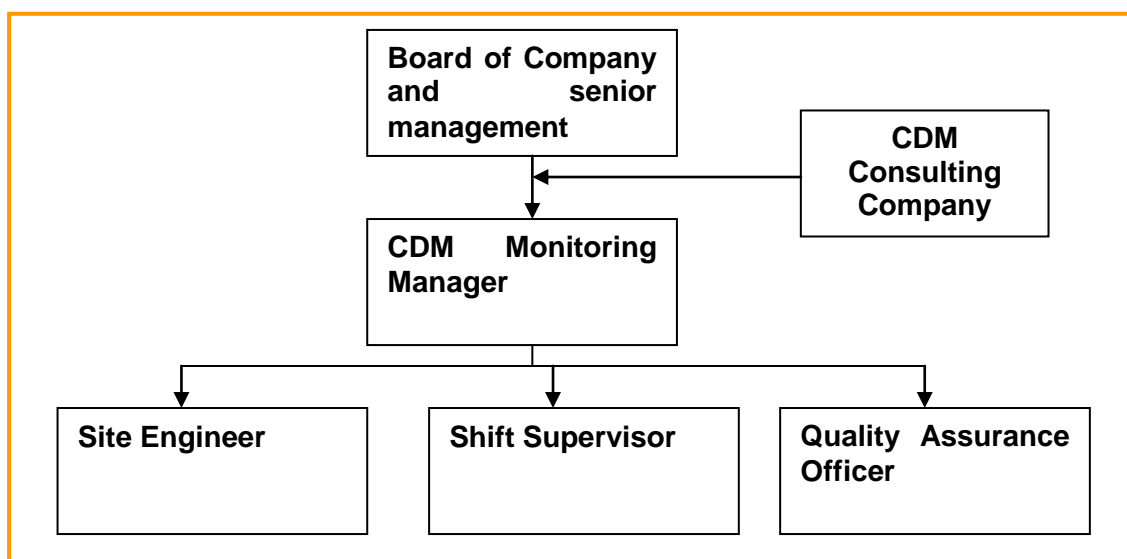 Board of Company
and senior
management
CDM
Consulting
Company
CDM Monitoring
Manager
Site Engineer
Shift Supervisor
Quality Assurance
Officer